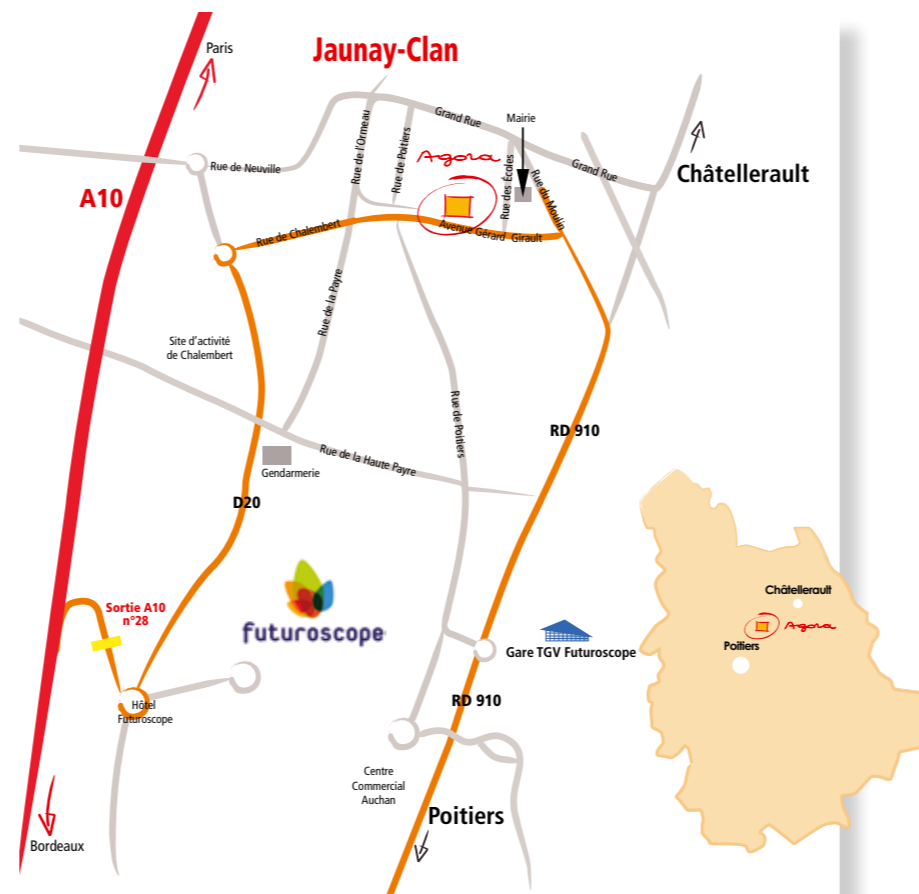 Paris
Jaunay-Clan
Grand Rue
Mairie
Rue de l'Ormeau
Rue de Poitiers
Agora
Rue des Écoles
Grand Rue
Rue de Neuville
Châtellerault
A10
Rue du Moulin
Rue de Chalembert
Avenue Gérard Girault
Rue de la Payre
Site d'activité
de Chalembert
Rue de Poitiers
RD 910
Rue de la Haute Payre
Gendarmerie
D20
Sortie A10
n°28
futuroscope
Gare TGV Futuroscope
Châtellerault
Agora
Poitiers
Hôtel
Futuroscope
RD 910
Centre
Commercial
Auchan
Poitiers
Bordeaux